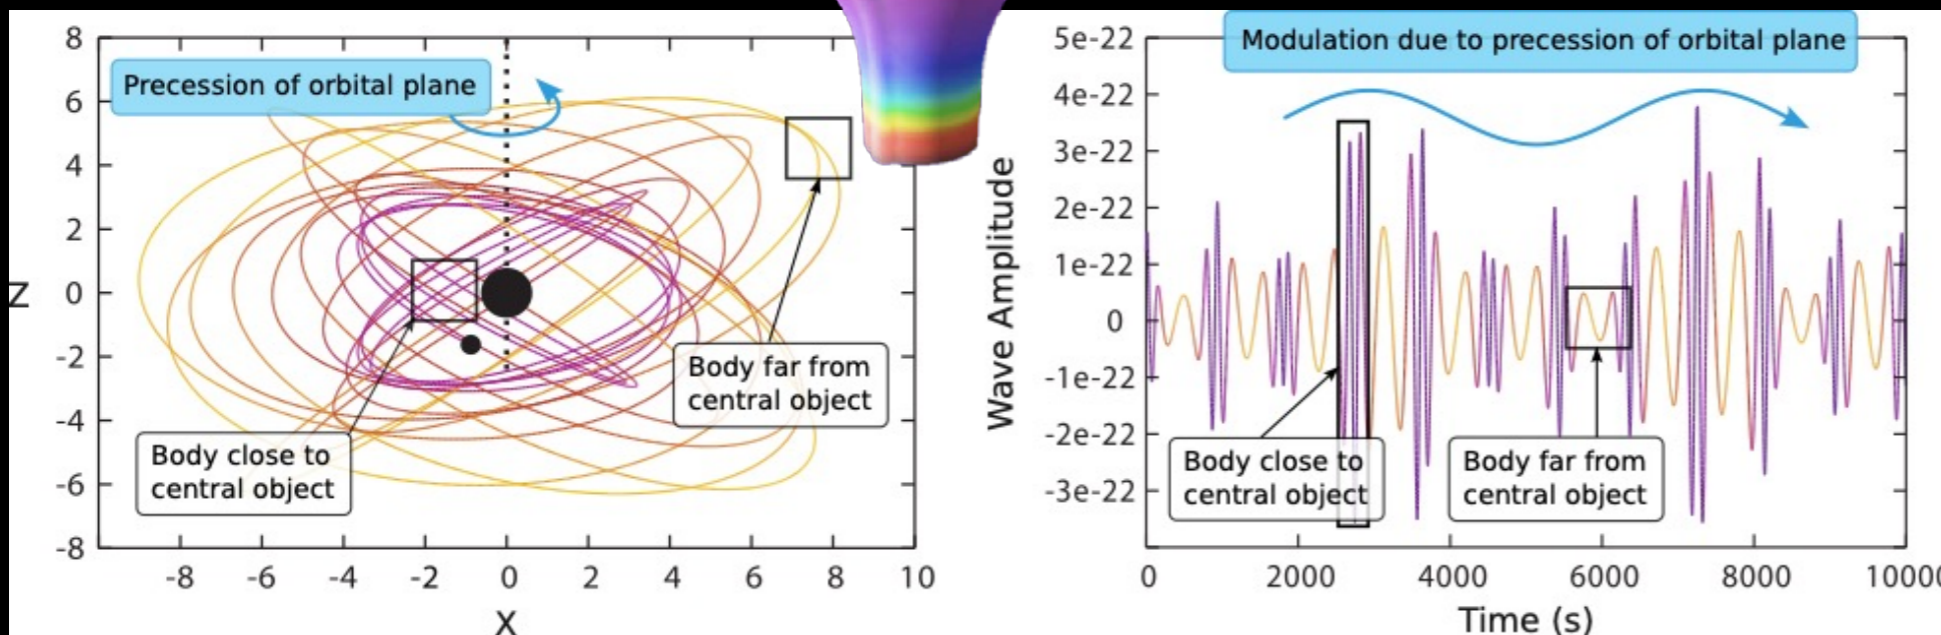 8
6
4
2
0
-2
-4
-6
-8
Z
Precession of orbital plane
Body far from
central object
Body close to
central object
-8 -6 -4 -2 0 2 4 6 8 10
X
Modulation due to precession of orbital plane
5e-22
4e-22
3e-22
2e-22
1e-22
0
-1e-22
-2e-22
-3e-22
Wave Amplitude
Body close to
central object
Body far from
central object
0 2000 4000 6000 8000 10000
Time (s)